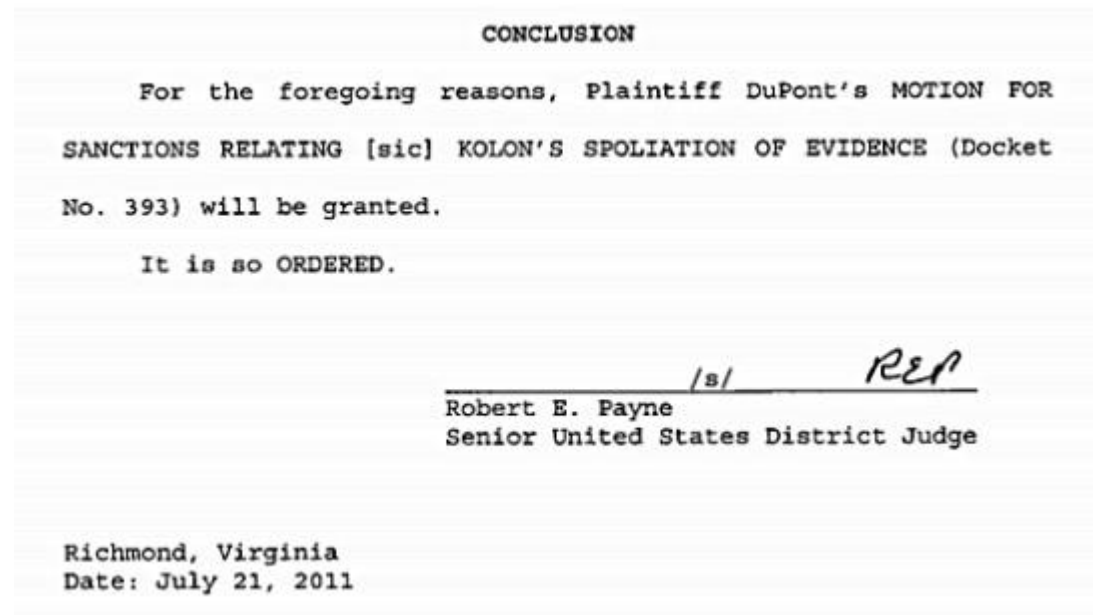 CONCLUSION
For the foregoing reasons, Plaintiff DuPont's MOTION FOR
SANCTIONS RELATING [sic] KOLON'S SPOLIATION OF EVIDENCE (Docket
No. 393) will be granted.
It is so ORDERED.
/s/ REP
Robert E. Payne
Senior United States District Judge
Richmond, Virginia
Date: July 21, 2011